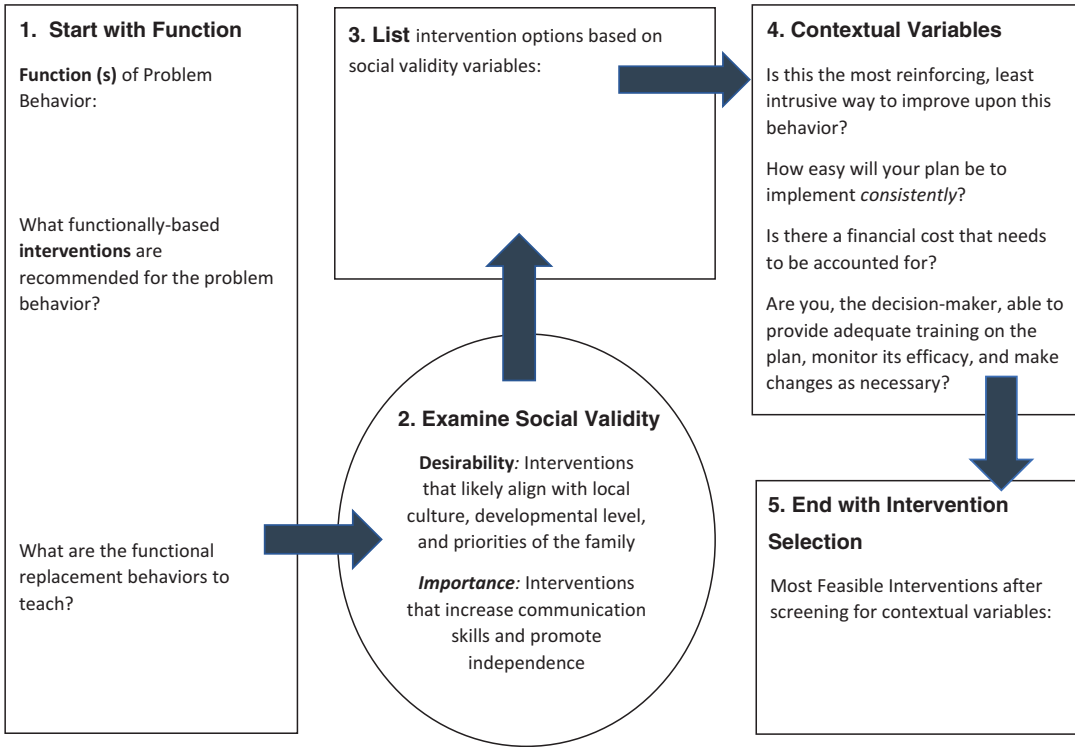 1. Start with Function
Function (s) of Problem
Behavior:
What functionally-based
interventions are
recommended for the problem
behavior?
What are the functional
replacement behaviors to
teach?
2. Examine Social Validity
Desirability: Interventions
that likely align with local
culture, developmental level,
and priorities of the family
Importance: Interventions
that increase communication
skills and promote
independence
3. List intervention options based on
social validity variables:
4. Contextual Variables
Is this the most reinforcing, least
intrusive way to improve upon this
behavior?
How easy will your plan be to
implement consistently?
Is there a financial cost that needs
to be accounted for?
Are you, the decision-maker, able to
provide adequate training on the
plan, monitor its efficacy, and make
changes as necessary?
5. End with Intervention
Selection
Most Feasible Interventions after
screening for contextual variables: